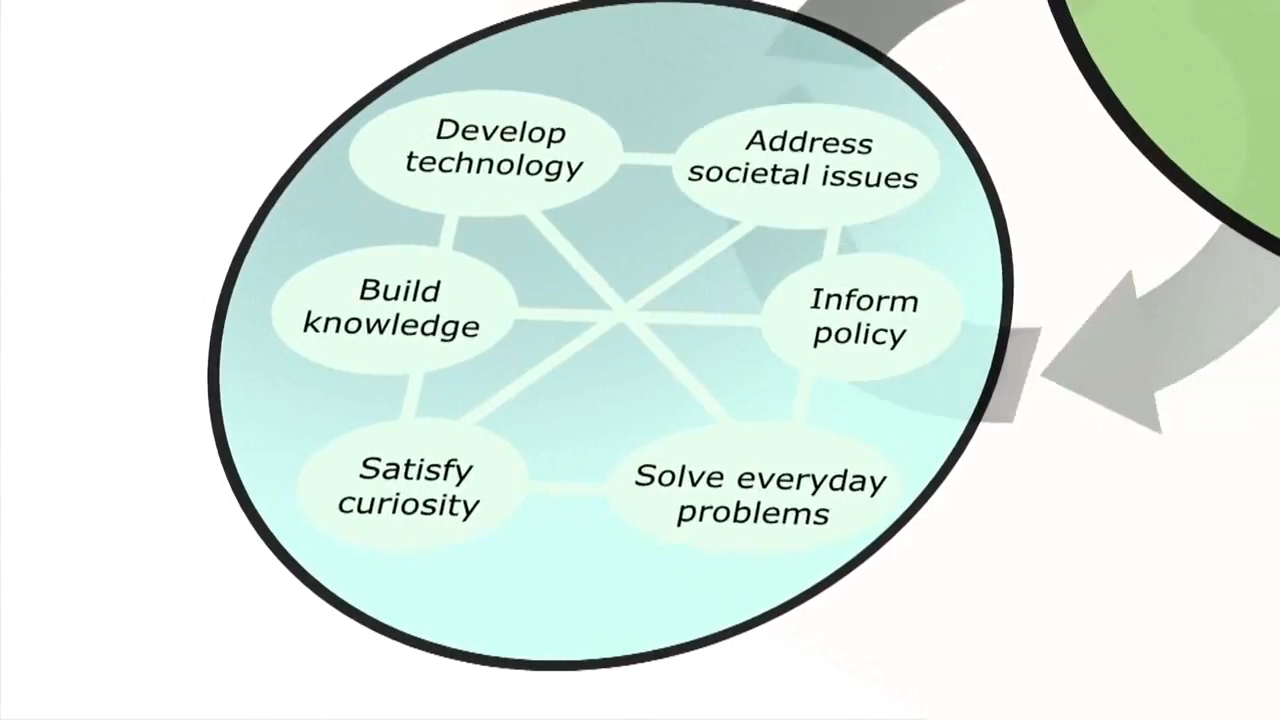 Develop
technology
Address
societal issues
Build
knowledge
Inform
policy
Satisfy
curiosity
Solve everyday
problems